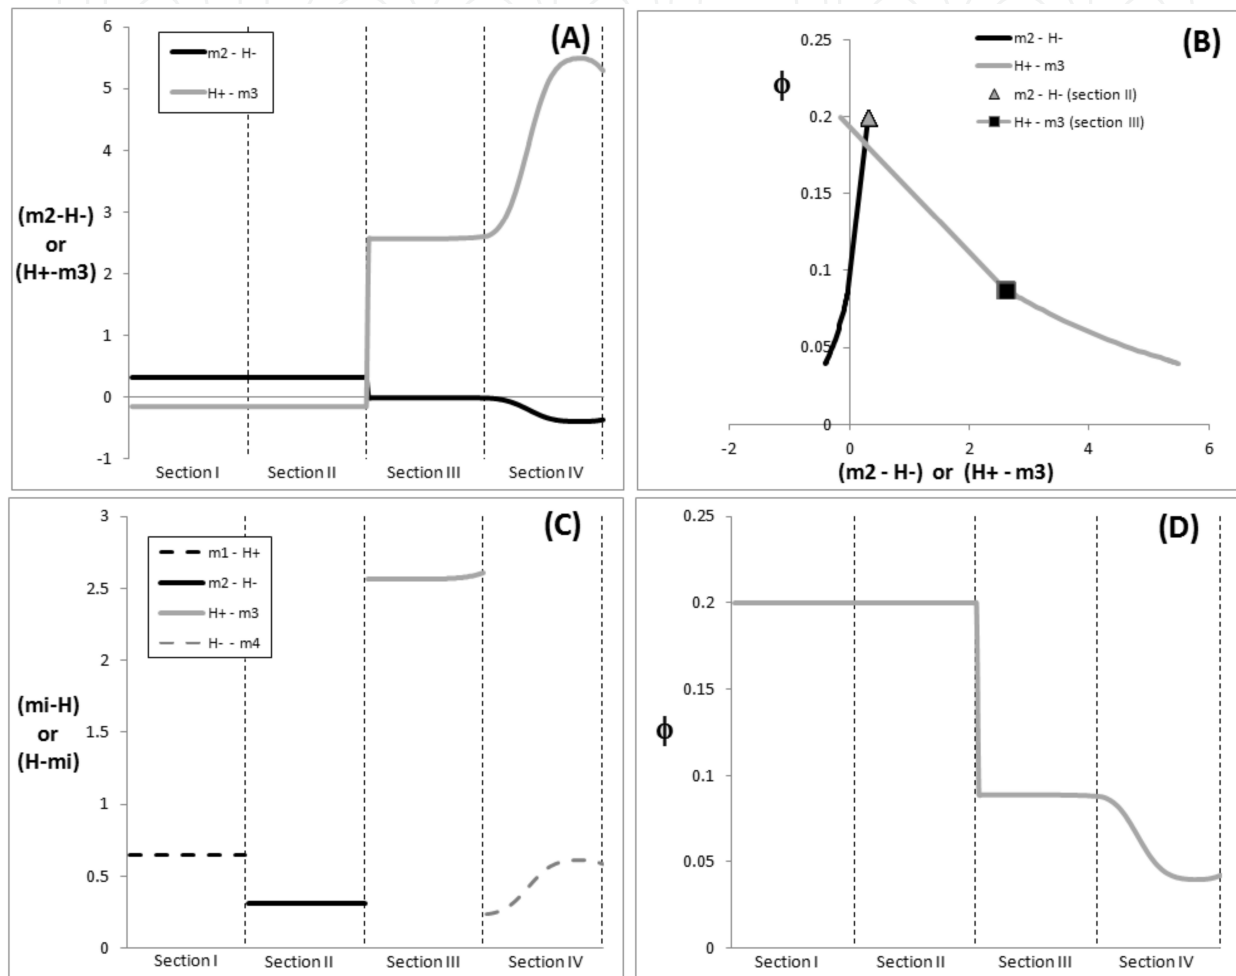 (A)
6
5
4
3
2
1
0
-1
m2 - H-
H+ - m3
(m2-H-)
or
(H+-m3)
Section I
Section II
Section III
Section IV
(B)
ϕ
0.25
0.2
0.15
0.1
0.05
0
-2
0
2
4
6
m2 - H-
H+ - m3
m2 - H- (section II)
H+ - m3 (section III)
(m2 - H-) or (H+ - m3)
(C)
3
2.5
2
1.5
1
0.5
0
m1 - H+
m2 - H-
H+ - m3
H- - m4
(mi-H)
or
(H-mi)
Section I
Section II
Section III
Section IV
(D)
ϕ
0.25
0.2
0.15
0.1
0.05
0
Section I
Section II
Section III
Section IV